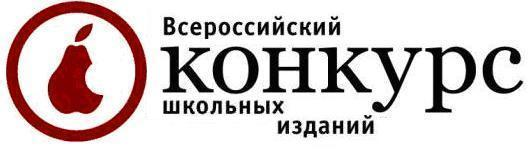 Всероссийский
конкурс
школьных
изданий